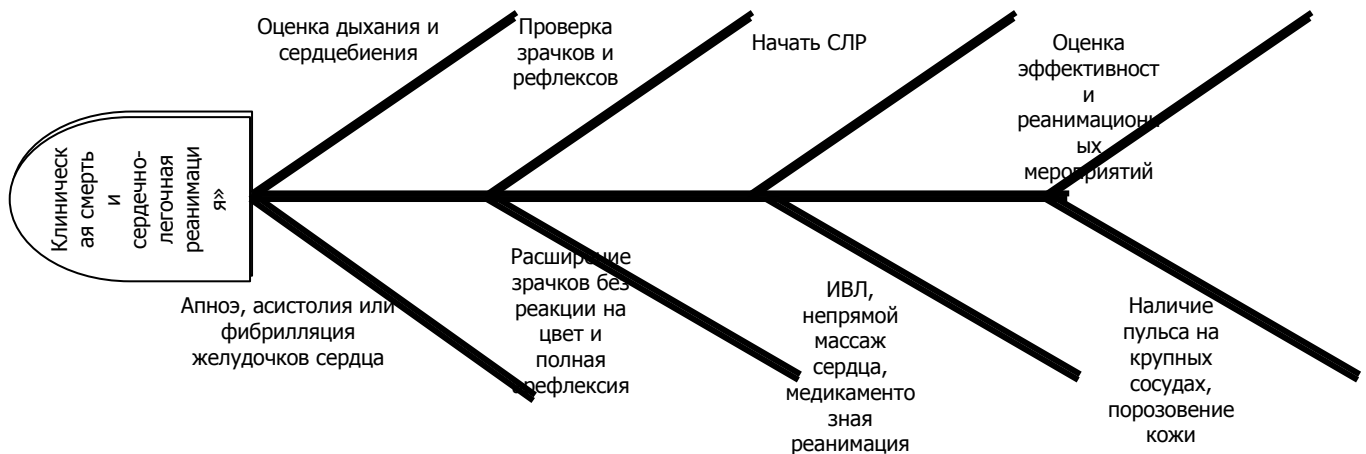 Оценка дыхания и
сердцебиения
Проверка
зрачков и
рефлексов
Начать СЛР
Оценка
эффективност
и
реанимационн
ых
мероприятий
Клиническ
ая смерть
и
сердечно-
легочная
реанимаци
я»
Апноэ, асистолия или
фибрилляция
желудочков сердца
Расширение
зрачков без
реакции на
цвет и
полная
арефлексия
ИВЛ,
непрямой
массаж
сердца,
медикаменто
зная
реанимация
Наличие
пульса на
крупных
сосудах,
порозовение
кожи